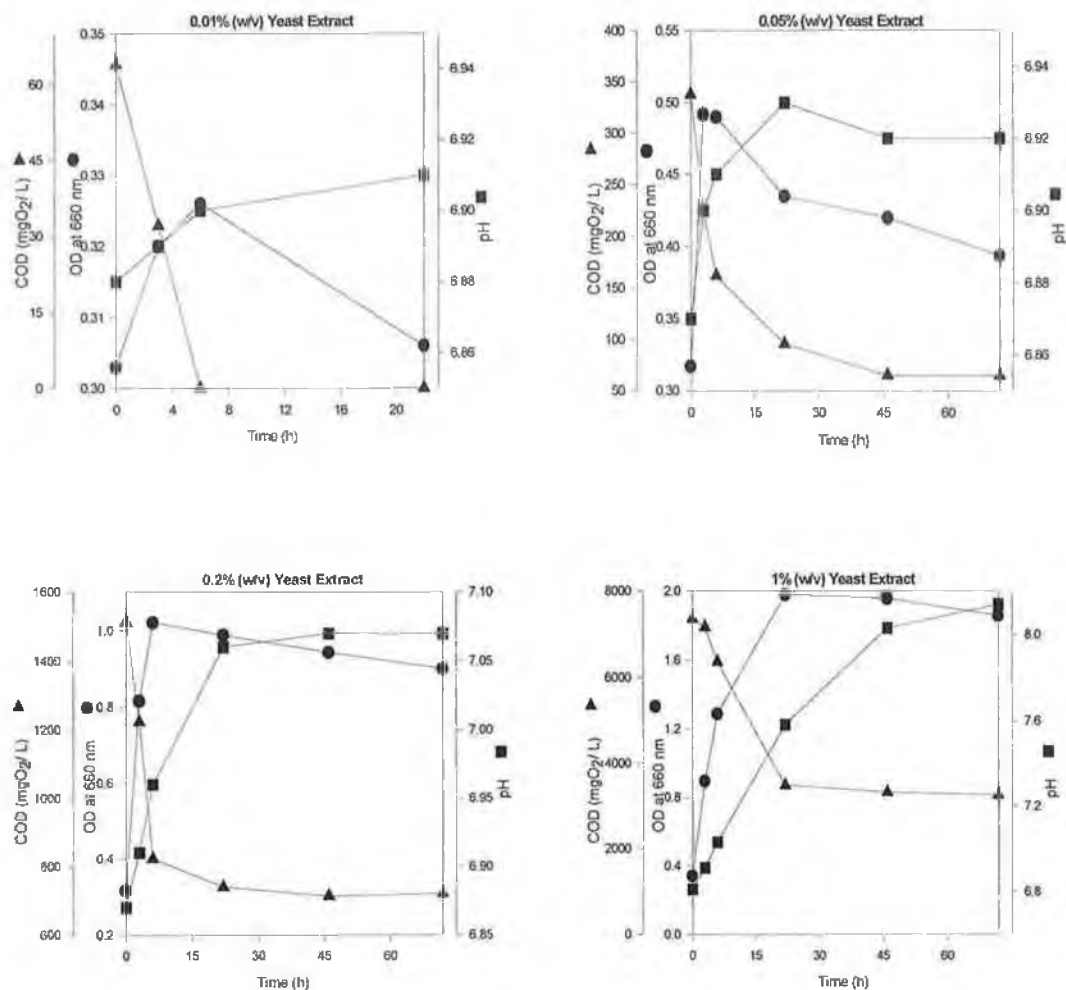 0.01% (w/v) Yeast Extract
COD (mgO2/ L)
60
45
30
15
0
OD at 660 nm
0.35
0.34
0.33
0.32
0.31
0.30
pH
6.94
6.92
6.90
6.88
6.86
0 4 6 12 16 20
Time (h)
0.05% (w/v) Yeast Extract
COD (mgO2/ L)
400
350
300
250
200
150
100
50
OD at 660 nm
0.55
0.50
0.45
0.40
0.35
0.30
pH
6.94
6.92
6.90
6.88
6.86
0 15 30 45 60
Time (h)
0.2% (w/v) Yeast Extract
COD (mgO2/ L)
1600
1400
1200
1000
800
600
OD at 660 nm
1.0
0.8
0.6
0.4
0.2
pH
7.10
7.05
7.00
6.95
6.90
6.85
0 15 30 45 60
Time (h)
1% (w/v) Yeast Extract
COD (mgO2/ L)
8000
6000
4000
2000
0
OD at 660 nm
2.0
1.6
1.2
0.8
0.4
0.0
pH
8.0
7.6
7.2
6.8
0 15 30 45 60
Time (h)